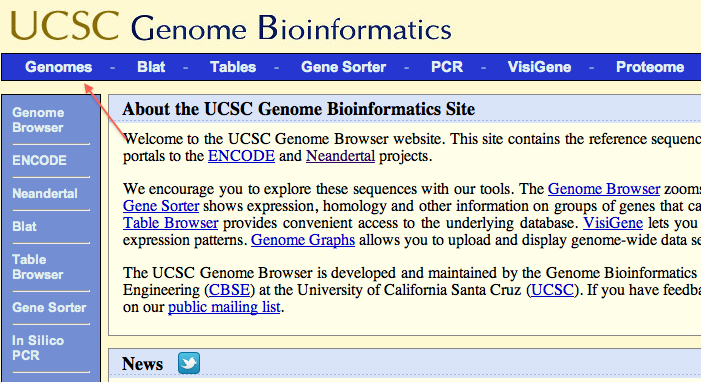 UCSC Genome Bioinformatics
Genomes - Blat - Tables - Gene Sorter - PCR - VisiGene - Proteome
Genome
Browser
ENCODE
Neandertal
Blat
Table
Browser
Gene Sorter
In Silico
PCR
About the UCSC Genome Bioinformatics Site
Welcome to the UCSC Genome Browser website. This site contains the reference sequenc
portals to the ENCODE and Neandertal projects.
We encourage you to explore these sequences with our tools. The Genome Browser zooms
Gene Sorter shows expression, homology and other information on groups of genes that ca
Table Browser provides convenient access to the underlying database. VisiGene lets you
expression patterns. Genome Graphs allows you to upload and display genome-wide data se
The UCSC Genome Browser is developed and maintained by the Genome Bioinformatics
Engineering (CBSE) at the University of California Santa Cruz (UCSC). If you have feedba
on our public mailing list.
News